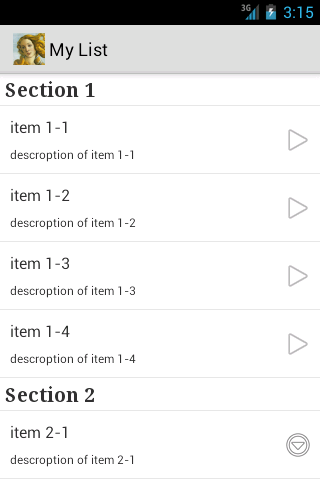 3G 3:15
My List
Section 1
item 1-1
descroption of item 1-1
item 1-2
descroption of item 1-2
item 1-3
descroption of item 1-3
item 1-4
descroption of item 1-4
Section 2
item 2-1
descroption of item 2-1